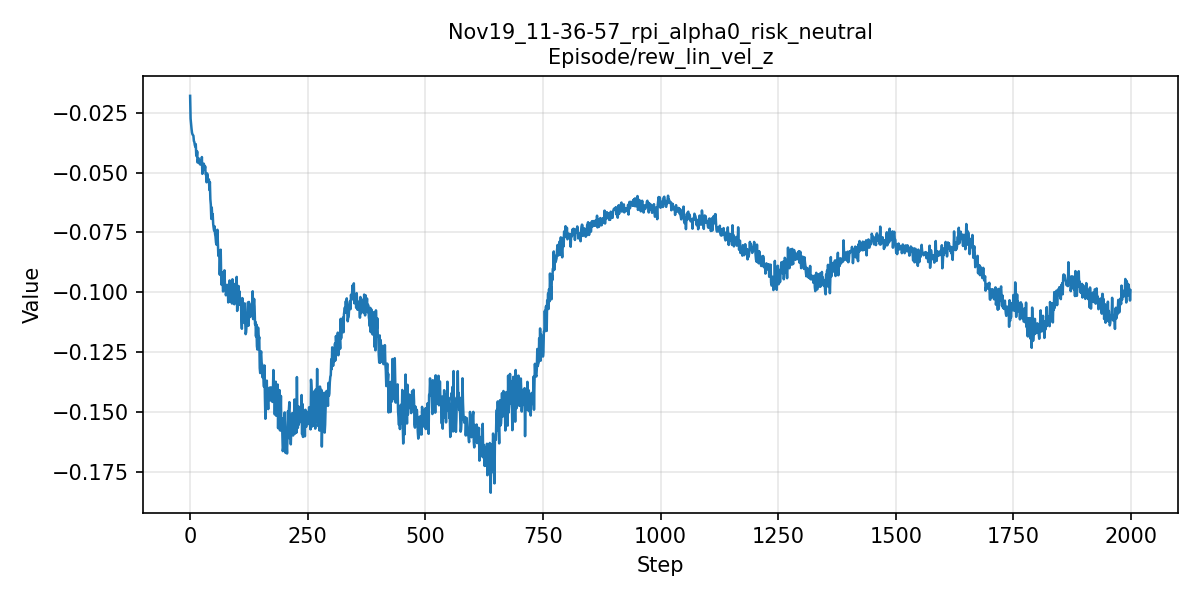 Nov19_11-36-57_rpi_alpha0_risk_neutral
Episode/rew_lin_vel_z
−0.025
−0.050
−0.075
−0.100
−0.125
−0.150
−0.175
Value
0 250 500 750 1000 1250 1500 1750 2000
Step